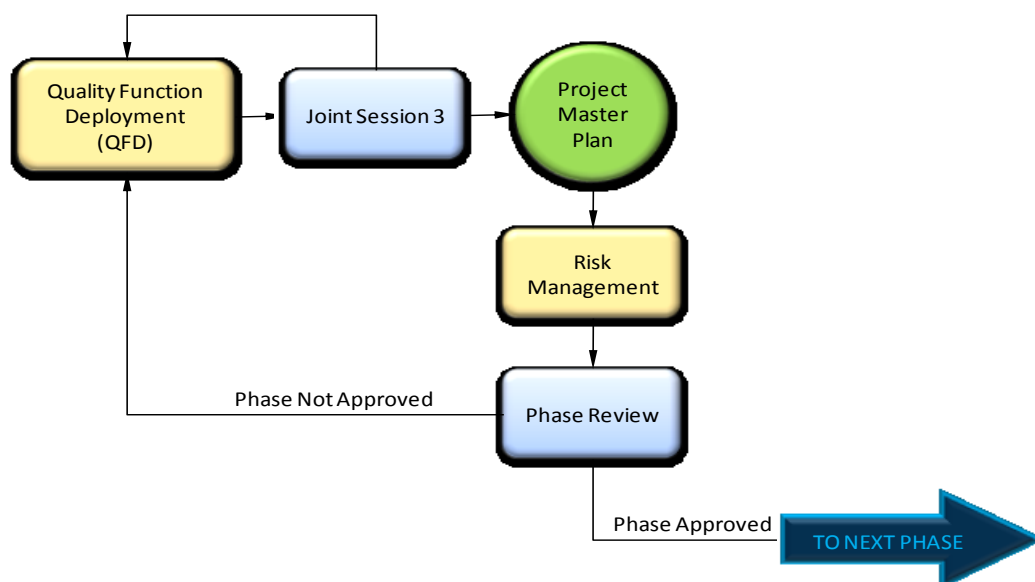 Quality Function
Deployment
(QFD)
Joint Session 3
Project
Master
Plan
Risk
Management
Phase Not Approved
Phase Review
Phase Approved
TO NEXT PHASE